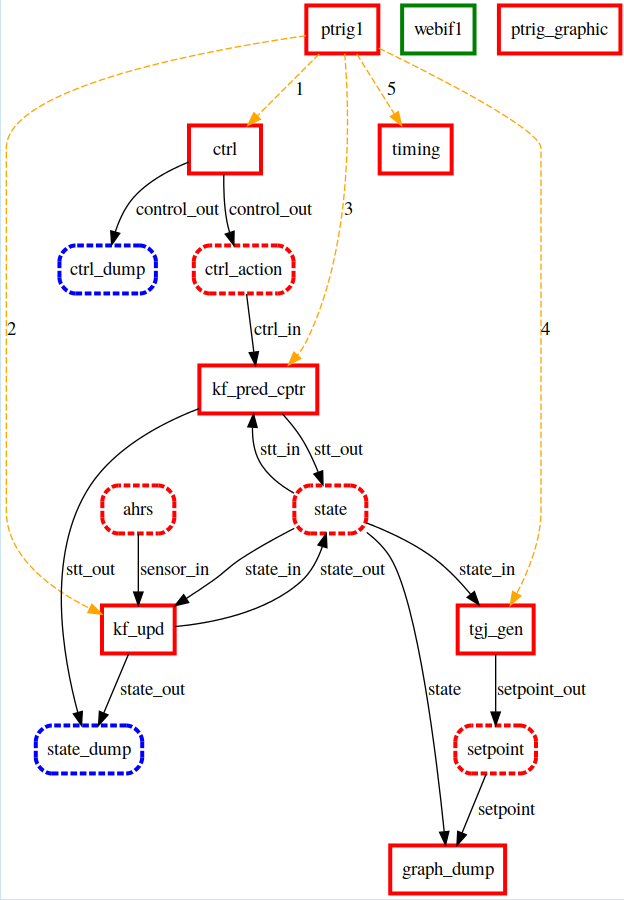 ptrig1
webif1
ptrig_graphic
1
5
ctrl
timing
control_out
control_out
3
ctrl_dump
ctrl_action
2
ctrl_in
4
kf_pred_cptr
stt_in
stt_out
ahrs
state
stt_out
sensor_in
state_in
state_out
state_in
kf_upd
tgj_gen
state_out
state
setpoint_out
state_dump
setpoint
setpoint
graph_dump